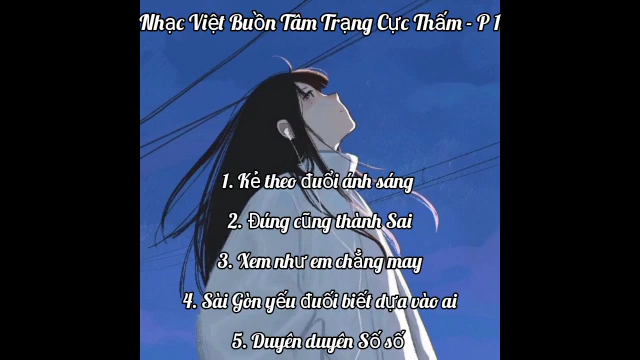 Nhạc Việt Buồn Tâm Trạng Cực Thấm - P 1
1. Kẻ theo đuổi ánh sáng
2. Đúng cũng thành Sai
3. Xem như em chẳng may
4. Sài Gòn yếu đuối biết dựa vào ai
5. Duyên duyên Số số